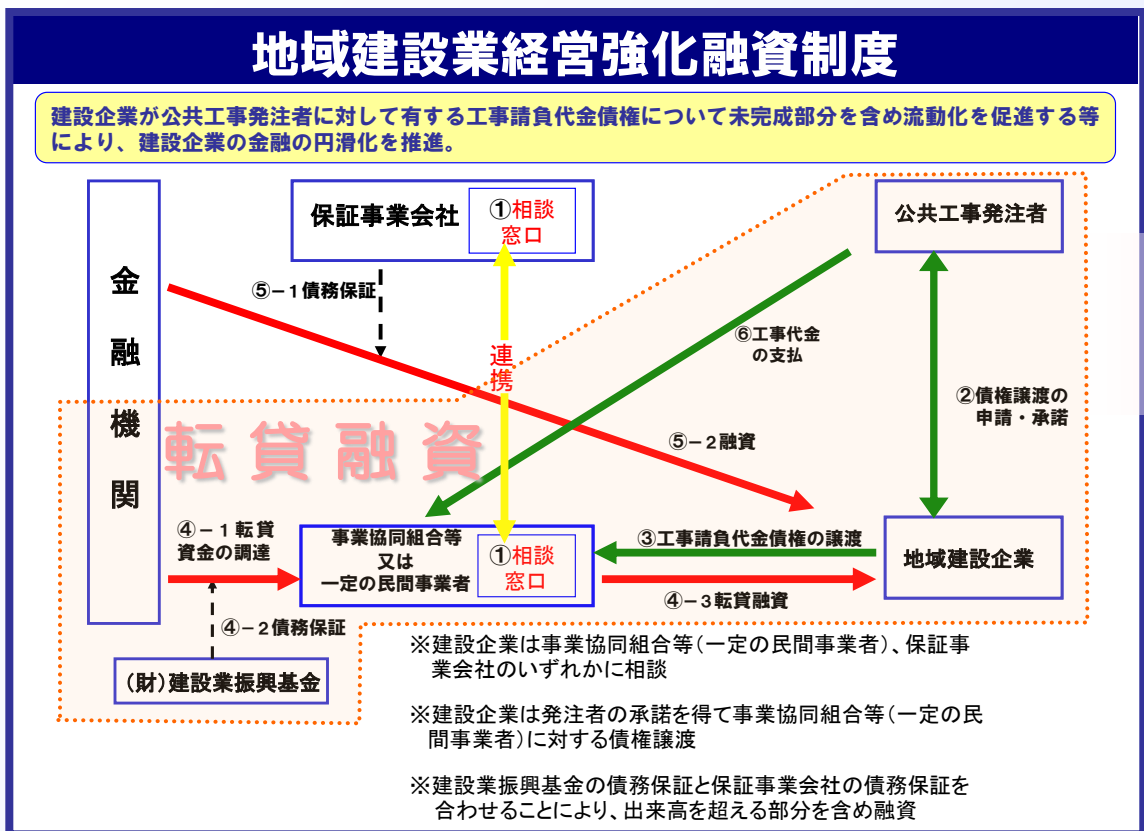 地域建設業経営強化融資制度
建設企業が公共工事発注者に対して有する工事請負代金債権について未完成部分を含め流動化を促進する等
により、建設企業の金融の円滑化を推進。
金
融
機
関
保証事業会社
①相談
窓口
公共工事発注者
⑤-1債務保証
連
携
⑥工事代金
の支払
②債権譲渡の
申請・承諾
転貸融資
⑤-2融資
④-1転貸
資金の調達
事業協同組合等
又は
一定の民間事業者
①相談
窓口
③工事請負代金債権の譲渡
地域建設企業
④-3転貸融資
④-2債務保証
(財)建設業振興基金
※建設企業は事業協同組合等(一定の民間事業者)、保証事
業会社のいずれかに相談
※建設企業は発注者の承諾を得て事業協同組合等(一定の民
間事業者)に対する債権譲渡
※建設業振興基金の債務保証と保証事業会社の債務保証を
合わせることにより、出来高を超える部分を含め融資